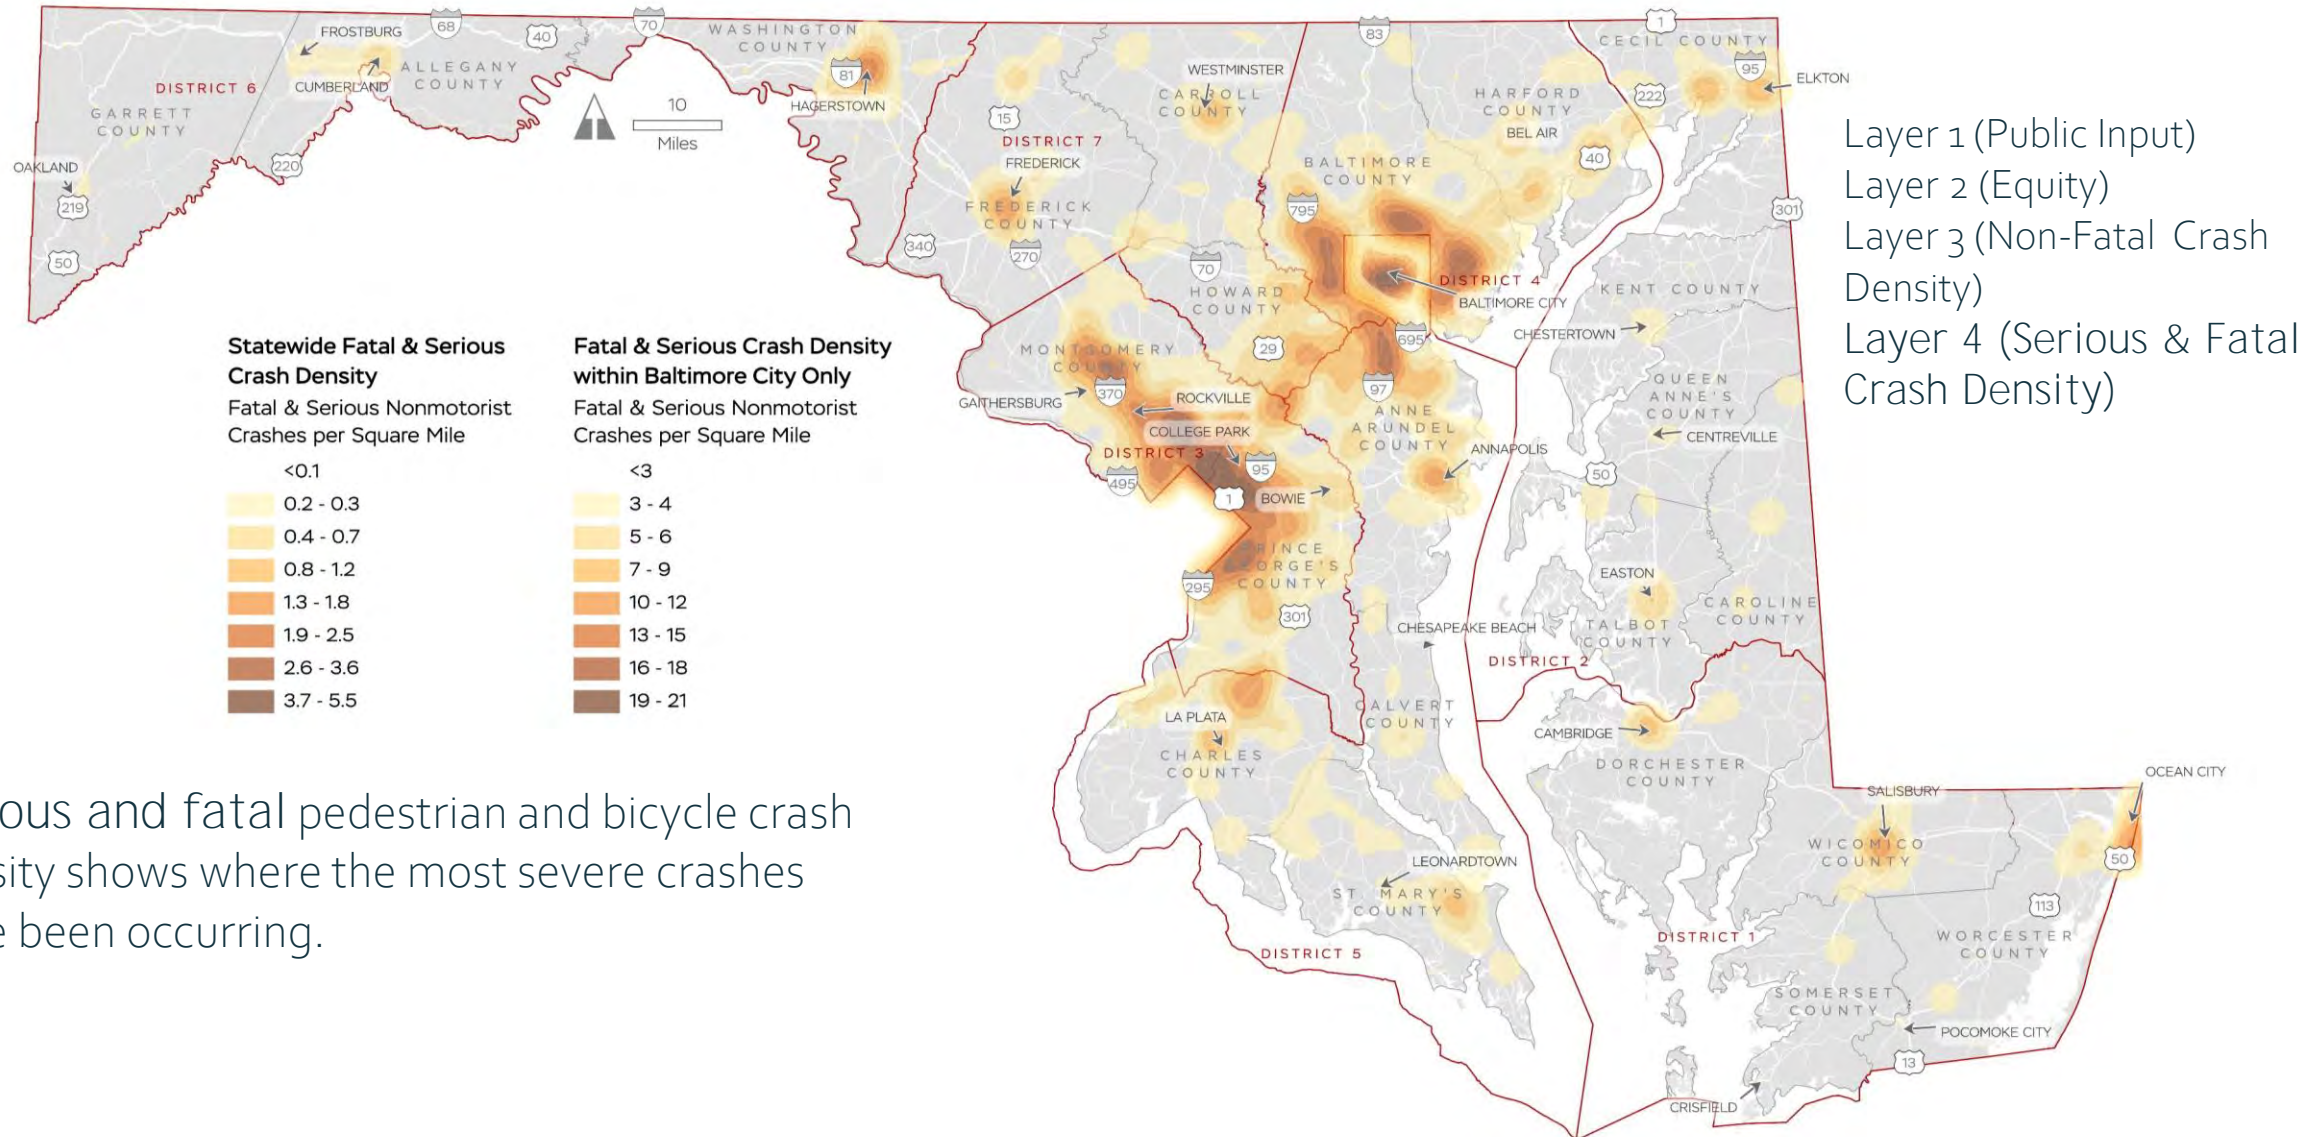 FROSTBURG
68
40
70
WASHINGTON
COUNTY
83
1
CECIL COUNTY
95
ELKTON
DISTRICT 6
CUMBERLAND
ALLEGANY
COUNTY
81
HAGERSTOWN
WESTMINSTER
CARROLL
COUNTY
HARFORD
COUNTY
222
BEL AIR
GARRETT
COUNTY
10
Miles
15
DISTRICT 7
FREDERICK
40
OAKLAND
220
219
BALTIMORE
COUNTY
795
FREDERICK
COUNTY
301
50
340
270
70
HOWARD
COUNTY
DISTRICT 4
BALTIMORE CITY
KENT COUNTY
CHESTERTOWN
695
29
MONTGOMERY
COUNTY
370
GAITHERSBURG
ROCKVILLE
97
ANNE
ARUNDEL
COUNTY
QUEEN
ANNE'S
COUNTY
COLLEGE PARK
CENTREVILLE
DISTRICT 3
95
ANNAPOLIS
495
1
BOWIE
50
PRINCE
GEORGE'S
COUNTY
295
301
EASTON
CAROLINE
COUNTY
CHESAPEAKE BEACH
TALBOT
COUNTY
DISTRICT 2
LA PLATA
CALVERT
COUNTY
CAMBRIDGE
CHARLES
COUNTY
DORCHESTER
COUNTY
OCEAN CITY
SALISBURY
WICOMICO
COUNTY
50
LEONARDTOWN
ST. MARY'S
COUNTY
113
DISTRICT 1
WORCESTER
COUNTY
DISTRICT 5
SOMERSET
COUNTY
POCOMOKE CITY
13
CRISFIELD
Statewide Fatal & Serious
Crash Density
Fatal & Serious Nonmotorist
Crashes per Square Mile
<0.1
0.2 - 0.3
0.4 - 0.7
0.8 - 1.2
1.3 - 1.8
1.9 - 2.5
2.6 - 3.6
3.7 - 5.5
Fatal & Serious Crash Density
within Baltimore City Only
Fatal & Serious Nonmotorist
Crashes per Square Mile
<3
3 - 4
5 - 6
7 - 9
10 - 12
13 - 15
16 - 18
19 - 21
Layer 1 (Public Input)
Layer 2 (Equity)
Layer 3 (Non-Fatal Crash
Density)
Layer 4 (Serious & Fatal
Crash Density)
ous and fatal pedestrian and bicycle crash
sity shows where the most severe crashes
e been occurring.